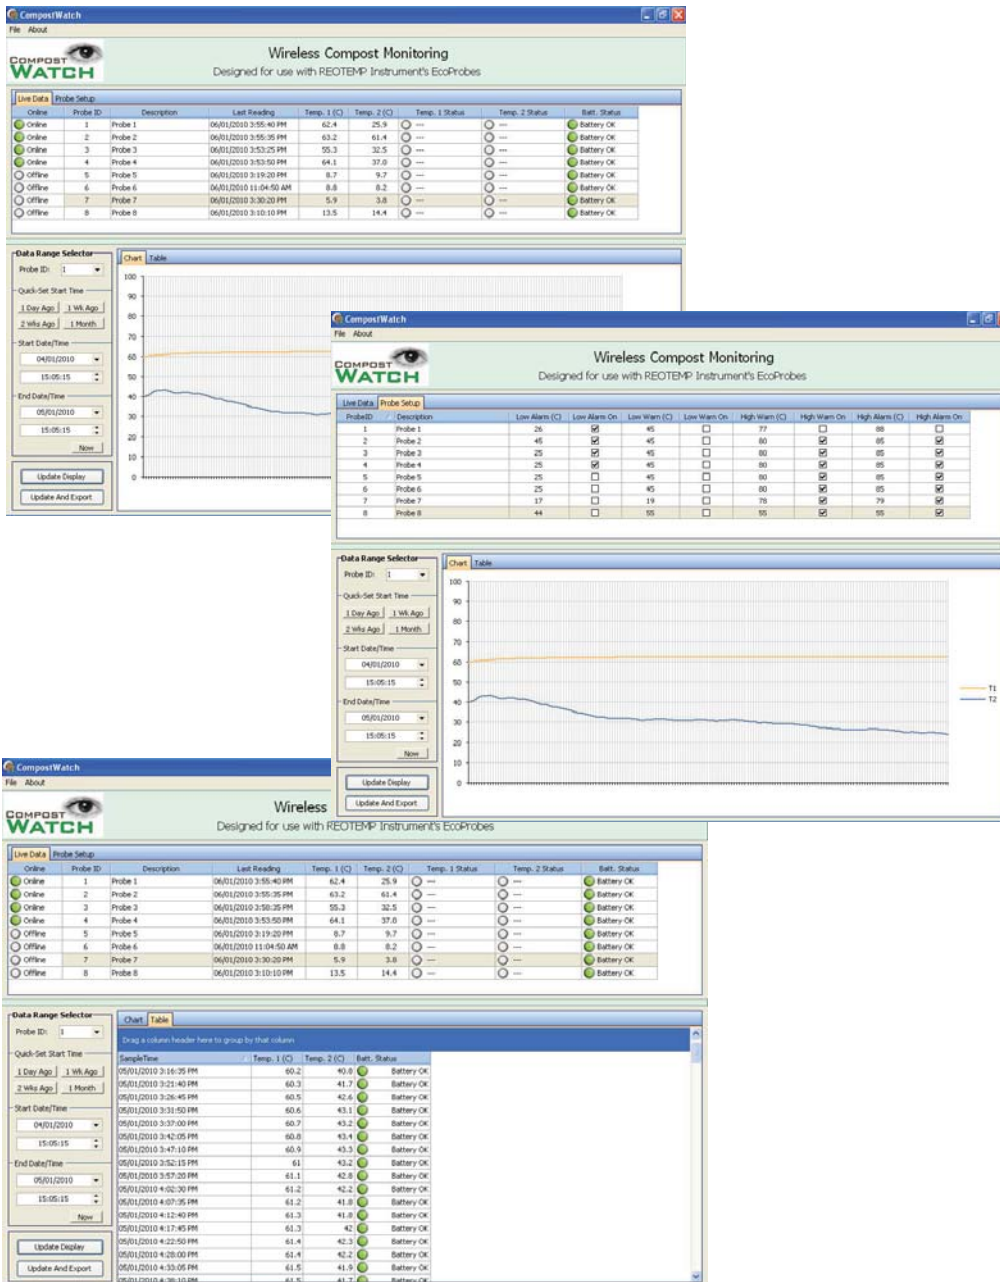 CompostWatch
File About
COMPOST WATCH
Wireless Compost Monitoring
Designed for use with REOTEMP Instrument's EcoProbes
Live Data Probe Setup
Online Probe ID Description Last Reading Temp. 1 (C) Temp. 2 (C) Temp. 1 Status Temp. 2 Status Batt. Status
Online 1 Probe 1 06/01/2010 3:55:40 PM 62.4 25.9 --- --- Battery OK
Online 2 Probe 2 06/01/2010 3:55:35 PM 63.2 61.4 --- --- Battery OK
Online 3 Probe 3 06/01/2010 3:53:25 PM 55.3 32.5 --- --- Battery OK
Online 4 Probe 4 06/01/2010 3:53:50 PM 64.1 37.0 --- --- Battery OK
Offline 5 Probe 5 06/01/2010 3:19:20 PM 8.7 9.7 --- --- Battery OK
Offline 6 Probe 6 06/01/2010 11:04:50 AM 8.8 8.2 --- --- Battery OK
Offline 7 Probe 7 06/01/2010 3:30:20 PM 5.9 3.8 --- --- Battery OK
Offline 8 Probe 8 06/01/2010 3:10:10 PM 13.5 14.4 --- --- Battery OK
Data Range Selector
Probe ID: 1
Quick-Set Start Time
1 Day Ago 1 Wk Ago
2 Wks Ago 1 Month
Start Date/Time
04/01/2010
15:05:15
End Date/Time
05/01/2010
15:05:15
Now
Update Display
Update And Export
Chart Table
100
90
80
70
60
50
40
30
20
10
0
CompostWatch
File About
COMPOST WATCH
Wireless Compost Monitoring
Designed for use with REOTEMP Instrument's EcoProbes
Live Data Probe Setup
ProbeID Description Low Alarm (C) Low Alarm On Low Warn (C) Low Warn On High Warn (C) High Warn On High Alarm (C) High Alarm On
1 Probe 1 26 45 77 88
2 Probe 2 45 45 80 85
3 Probe 3 25 45 80 85
4 Probe 4 25 45 80 85
5 Probe 5 25 45 80 85
6 Probe 6 25 45 80 85
7 Probe 7 17 19 78 79
8 Probe 8 44 55 55 55
Data Range Selector
Probe ID: 1
Quick-Set Start Time
1 Day Ago 1 Wk Ago
2 Wks Ago 1 Month
Start Date/Time
04/01/2010
15:05:15
End Date/Time
05/01/2010
15:05:15
Now
Update Display
Update And Export
Chart Table
100
90
80
70
60
50
40
30
20
10
0
T1
T2
CompostWatch
File About
COMPOST WATCH
Wireless
Designed for use with REOTEMP Instrument's EcoProbes
Live Data Probe Setup
Online Probe ID Description Last Reading Temp. 1 (C) Temp. 2 (C) Temp. 1 Status Temp. 2 Status Batt. Status
Online 1 Probe 1 06/01/2010 3:55:40 PM 62.4 25.9 --- --- Battery OK
Online 2 Probe 2 06/01/2010 3:55:35 PM 63.2 61.4 --- --- Battery OK
Online 3 Probe 3 06/01/2010 3:58:35 PM 55.3 32.5 --- --- Battery OK
Online 4 Probe 4 06/01/2010 3:53:50 PM 64.1 37.0 --- --- Battery OK
Offline 5 Probe 5 06/01/2010 3:19:20 PM 8.7 9.7 --- --- Battery OK
Offline 6 Probe 6 06/01/2010 11:04:50 AM 8.8 8.2 --- --- Battery OK
Offline 7 Probe 7 06/01/2010 3:30:20 PM 5.9 3.8 --- --- Battery OK
Offline 8 Probe 8 06/01/2010 3:10:10 PM 13.5 14.4 --- --- Battery OK
Data Range Selector
Probe ID: 1
Quick-Set Start Time
1 Day Ago 1 Wk Ago
2 Wks Ago 1 Month
Start Date/Time
04/01/2010
15:05:15
End Date/Time
05/01/2010
15:05:15
Now
Update Display
Update And Export
Chart Table
Drag a column header here to group by that column
SampleTime Temp. 1 (C) Temp. 2 (C) Batt. Status
05/01/2010 3:16:35 PM 60.2 40.8 Battery OK
05/01/2010 3:21:40 PM 60.3 41.7 Battery OK
05/01/2010 3:26:45 PM 60.5 42.6 Battery OK
05/01/2010 3:31:50 PM 60.6 43.1 Battery OK
05/01/2010 3:37:00 PM 60.7 43.2 Battery OK
05/01/2010 3:42:05 PM 60.8 43.4 Battery OK
05/01/2010 3:47:10 PM 60.9 43.3 Battery OK
05/01/2010 3:52:15 PM 61 43.2 Battery OK
05/01/2010 3:57:20 PM 61.1 42.8 Battery OK
05/01/2010 4:02:30 PM 61.2 42.2 Battery OK
05/01/2010 4:07:35 PM 61.2 41.8 Battery OK
05/01/2010 4:12:40 PM 61.3 41.8 Battery OK
05/01/2010 4:17:45 PM 61.3 42 Battery OK
05/01/2010 4:22:50 PM 61.4 42.3 Battery OK
05/01/2010 4:28:00 PM 61.4 42.2 Battery OK
05/01/2010 4:33:05 PM 61.5 41.9 Battery OK
05/01/2010 4:38:10 PM 61.5 41.7 Battery OK